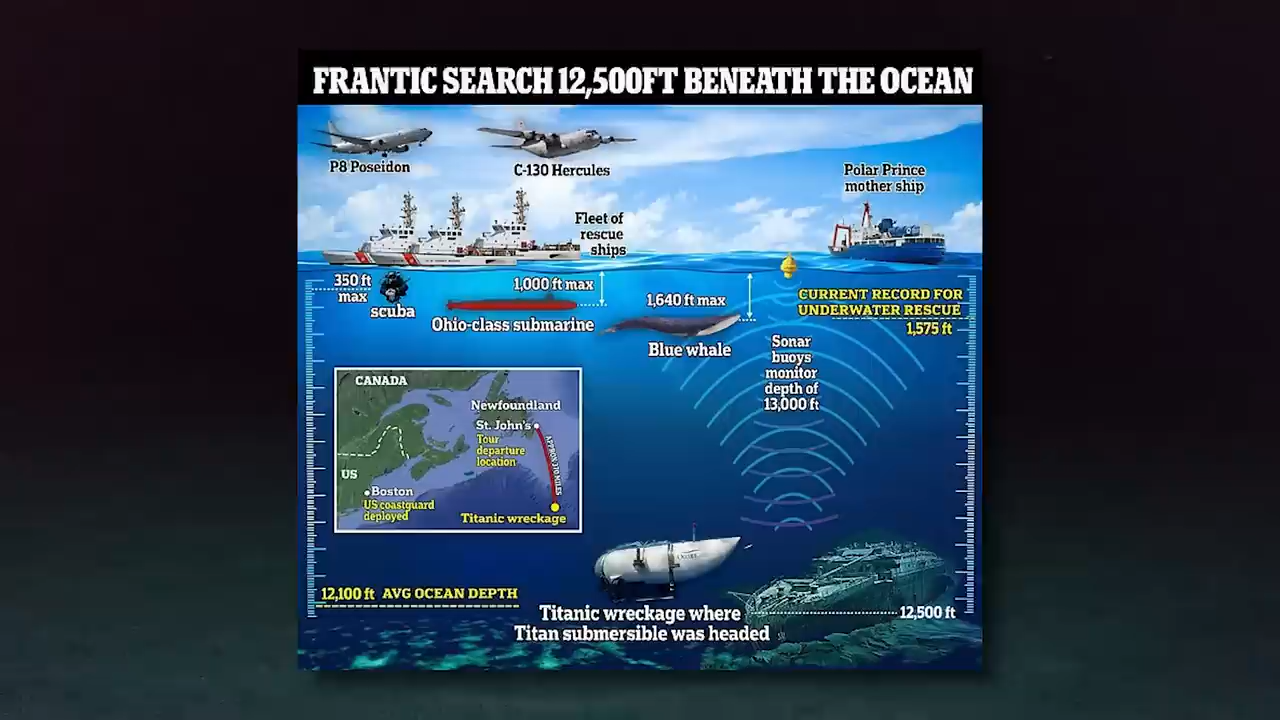 FRANTIC SEARCH 12,500FT BENEATH THE OCEAN
P8 Poseidon
C-130 Hercules
Polar Prince
mother ship
Fleet of
rescue
ships
350 ft
max
scuba
1,000 ft max
Ohio-class submarine
1,640 ft max
Blue whale
CURRENT RECORD FOR
UNDERWATER RESCUE
1,575 ft
Sonar
buoys
monitor
depth of
13,000 ft
CANADA
Newfoundland
St. John's
Tour
departure
location
APPROX 370 MILES
US
Boston
US coastguard
deployed
Titanic wreckage
12,100 ft AVG OCEAN DEPTH
Titanic wreckage where
Titan submersible was headed
12,500 ft